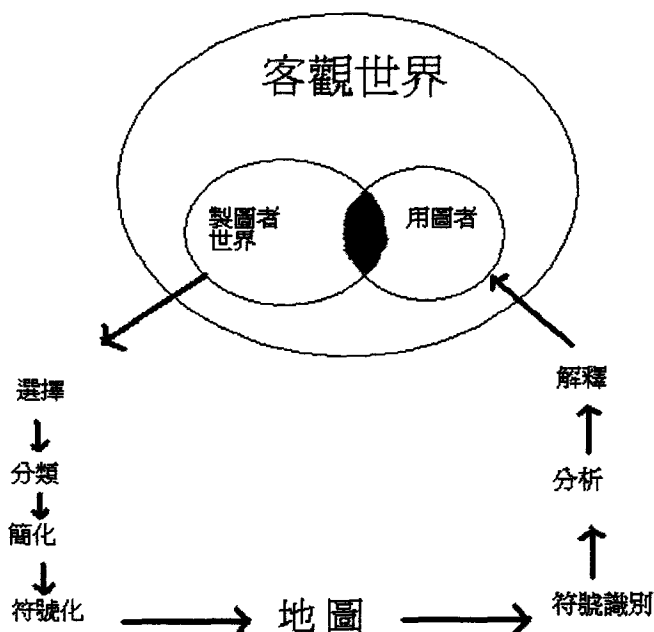 客觀世界
製圖者
世界
用圖者
選擇
分類
簡化
符號化
地圖
符號識別
分析
解釋